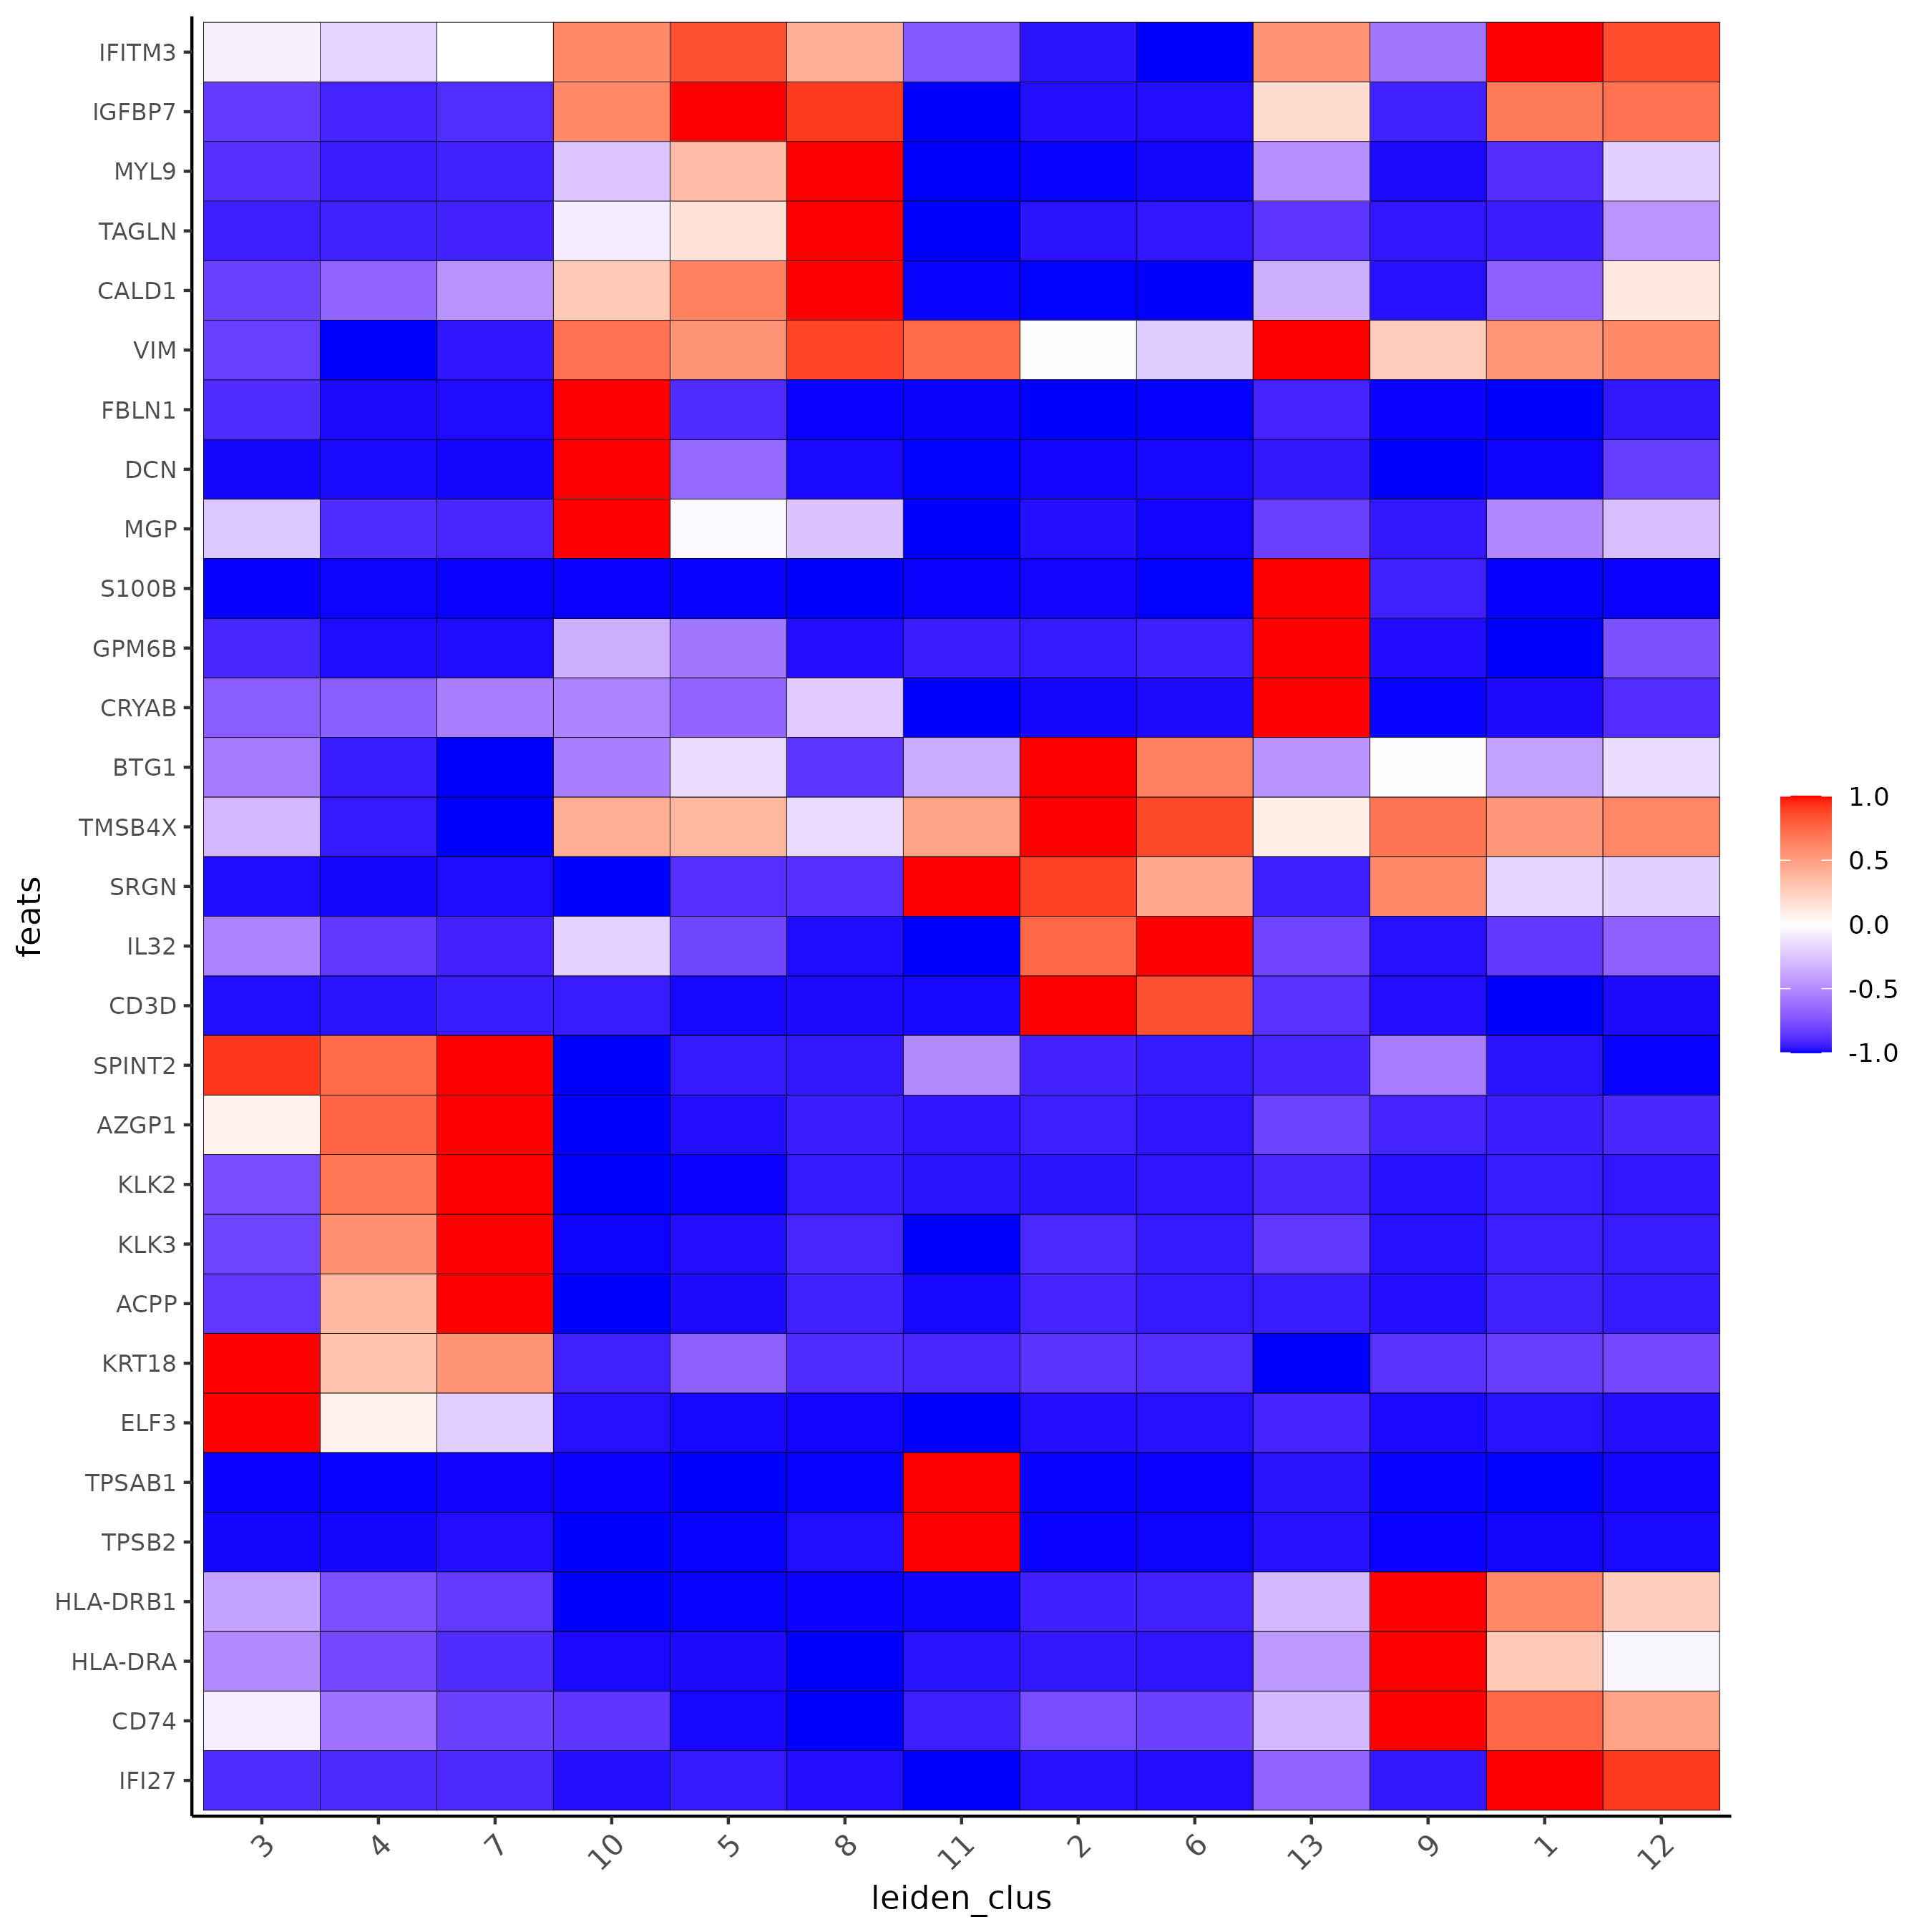 feats
IFITM3
IGFBP7
MYL9
TAGLN
CALD1
VIM
FBLN1
DCN
MGP
S100B
GPM6B
CRYAB
BTG1
TMSB4X
SRGN
IL32
CD3D
SPINT2
AZGP1
KLK2
KLK3
ACPP
KRT18
ELF3
TPSAB1
TPSB2
HLA-DRB1
HLA-DRA
CD74
IFI27
3 4 7 10 5 8 11 2 6 13 9 1 12
leiden_clus
1.0
0.5
0.0
-0.5
-1.0